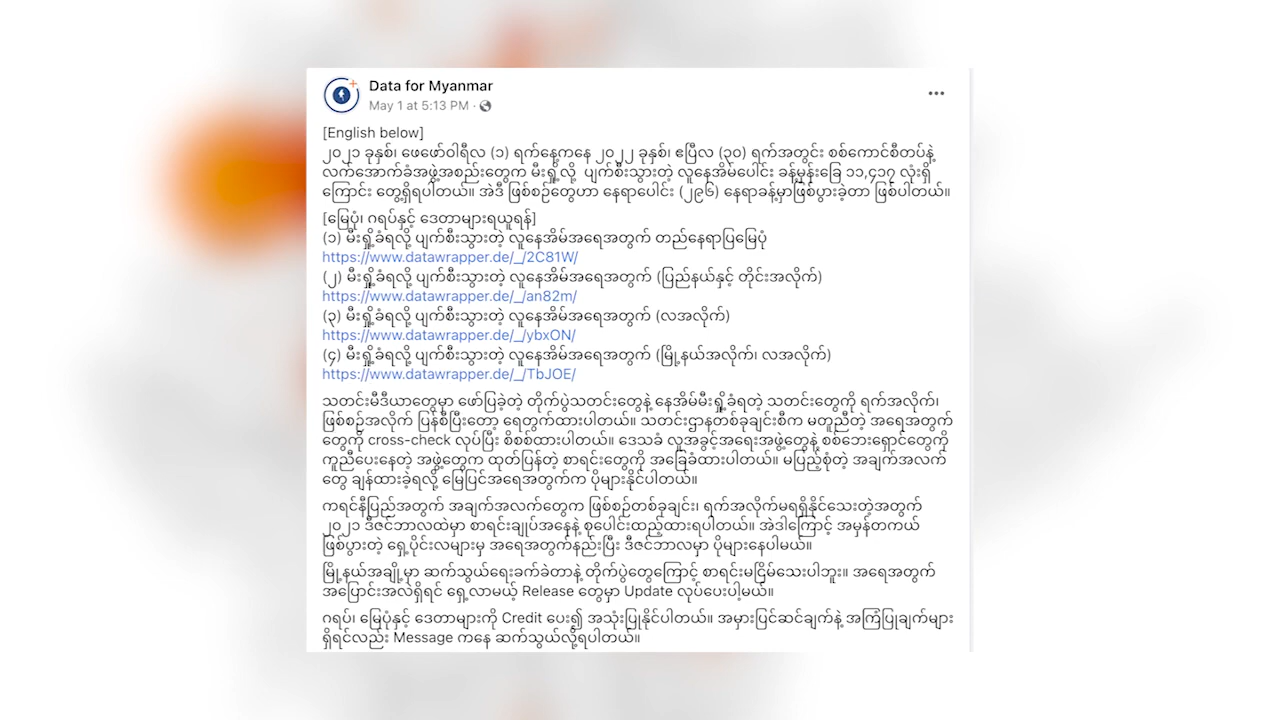 Data for Myanmar
May 1 at 5:13 PM ·
[English below]
၂၀၂၁ ခုနှစ်၊ ဖေဖော်ဝါရီလ (၁) ရက်နေ့ကနေ ၂၀၂၂ ခုနှစ်၊ ဧပြီလ (၃၀) ရက်အတွင်း စစ်ကောင်စီတပ်နဲ့
လက်အောက်ခံအဖွဲ့အစည်းတွေက မီးရှို့လို့ ပျက်စီးသွားတဲ့ လူနေအိမ်ပေါင်း ခန့်မှန်းခြေ ၁၁,၄၁၇ လုံးရှိ
ကြောင်း တွေ့ရှိရပါတယ်။ အဲဒီ ဖြစ်စဉ်တွေဟာ နေရာပေါင်း (၂၉၆) နေရာခန့်မှာဖြစ်ပွားခဲ့တာ ဖြစ်ပါတယ်။
[မြေပုံ၊ ဂရပ်နှင့် ဒေတာများရယူရန်]
(၁) မီးရှို့ခံရလို့ ပျက်စီးသွားတဲ့ လူနေအိမ်အရေအတွက် တည်နေရာပြမြေပုံ
https://www.datawrapper.de/_/2C81W/
(၂) မီးရှို့ခံရလို့ ပျက်စီးသွားတဲ့ လူနေအိမ်အရေအတွက် (ပြည်နယ်နှင့် တိုင်းအလိုက်)
https://www.datawrapper.de/_/an82m/
(၃) မီးရှို့ခံရလို့ ပျက်စီးသွားတဲ့ လူနေအိမ်အရေအတွက် (လအလိုက်)
https://www.datawrapper.de/_/ybxON/
(၄) မီးရှို့ခံရလို့ ပျက်စီးသွားတဲ့ လူနေအိမ်အရေအတွက် (မြို့နယ်အလိုက်၊ လအလိုက်)
https://www.datawrapper.de/_/TbJOE/
သတင်းမီဒီယာတွေမှာ ဖော်ပြခဲ့တဲ့ တိုက်ပွဲသတင်းတွေနဲ့ နေအိမ်မီးရှို့ခံရတဲ့ သတင်းတွေကို ရက်အလိုက်၊
ဖြစ်စဉ်အလိုက် ပြန်စီပြီးတော့ ရေတွက်ထားပါတယ်။ သတင်းဌာနတစ်ခုချင်းစီက မတူညီတဲ့ အရေအတွက်
တွေကို cross-check လုပ်ပြီး စိစစ်ထားပါတယ်။ ဒေသခံ လူ့အခွင့်အရေးအဖွဲ့တွေနဲ့ စစ်ဘေးရှောင်တွေကို
ကူညီပေးနေတဲ့ အဖွဲ့တွေက ထုတ်ပြန်တဲ့ စာရင်းတွေကို အခြေခံထားပါတယ်။ မပြည့်စုံတဲ့ အချက်အလက်
တွေ ချန်ထားခဲ့ရလို့ မြေပြင်အရေအတွက်က ပိုများနိုင်ပါတယ်။
ကရင်နီပြည်အတွက် အချက်အလက်တွေက ဖြစ်စဉ်တစ်ခုချင်း၊ ရက်အလိုက်မရရှိနိုင်သေးတဲ့အတွက်
၂၀၂၁ ဒီဇင်ဘာလထဲမှာ စာရင်းချုပ်အနေနဲ့ စုပေါင်းထည့်ထားရပါတယ်။ အဲဒါကြောင့် အမှန်တကယ်
ဖြစ်ပွားတဲ့ ရှေ့ပိုင်းလများမှ အရေအတွက်နည်းပြီး ဒီဇင်ဘာလမှာ ပိုများနေပါမယ်။
မြို့နယ်အချို့မှာ ဆက်သွယ်ရေးခက်ခဲတာနဲ့ တိုက်ပွဲတွေကြောင့် စာရင်းမငြိမ်သေးပါဘူး။ အရေအတွက်
အပြောင်းအလဲရှိရင် ရှေ့လာမယ့် Release တွေမှာ Update လုပ်ပေးပါ့မယ်။
ဂရပ်၊ မြေပုံနှင့် ဒေတာများကို Credit ပေး၍ အသုံးပြုနိုင်ပါတယ်။ အမှားပြင်ဆင်ချက်နဲ့ အကြံပြုချက်များ
ရှိရင်လည်း Message ကနေ ဆက်သွယ်လို့ရပါတယ်။